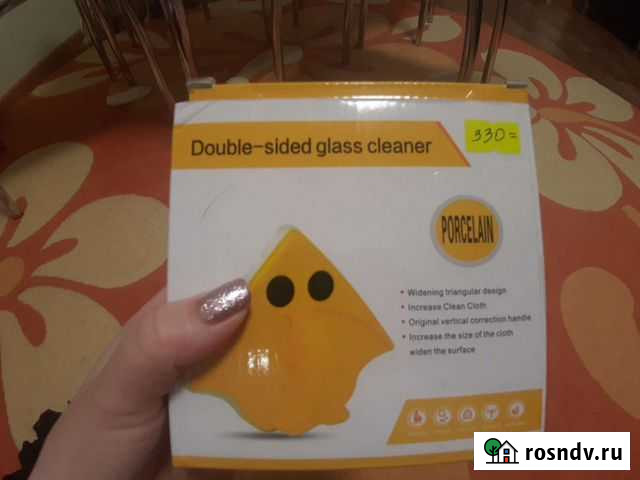 Double-sided glass cleaner
330=
PORCELAIN
• Widening triangular design
• Increase Clean Cloth
• Original vertical correction handle
• Increase the size of the cloth
widen the surface
rosndv.ru